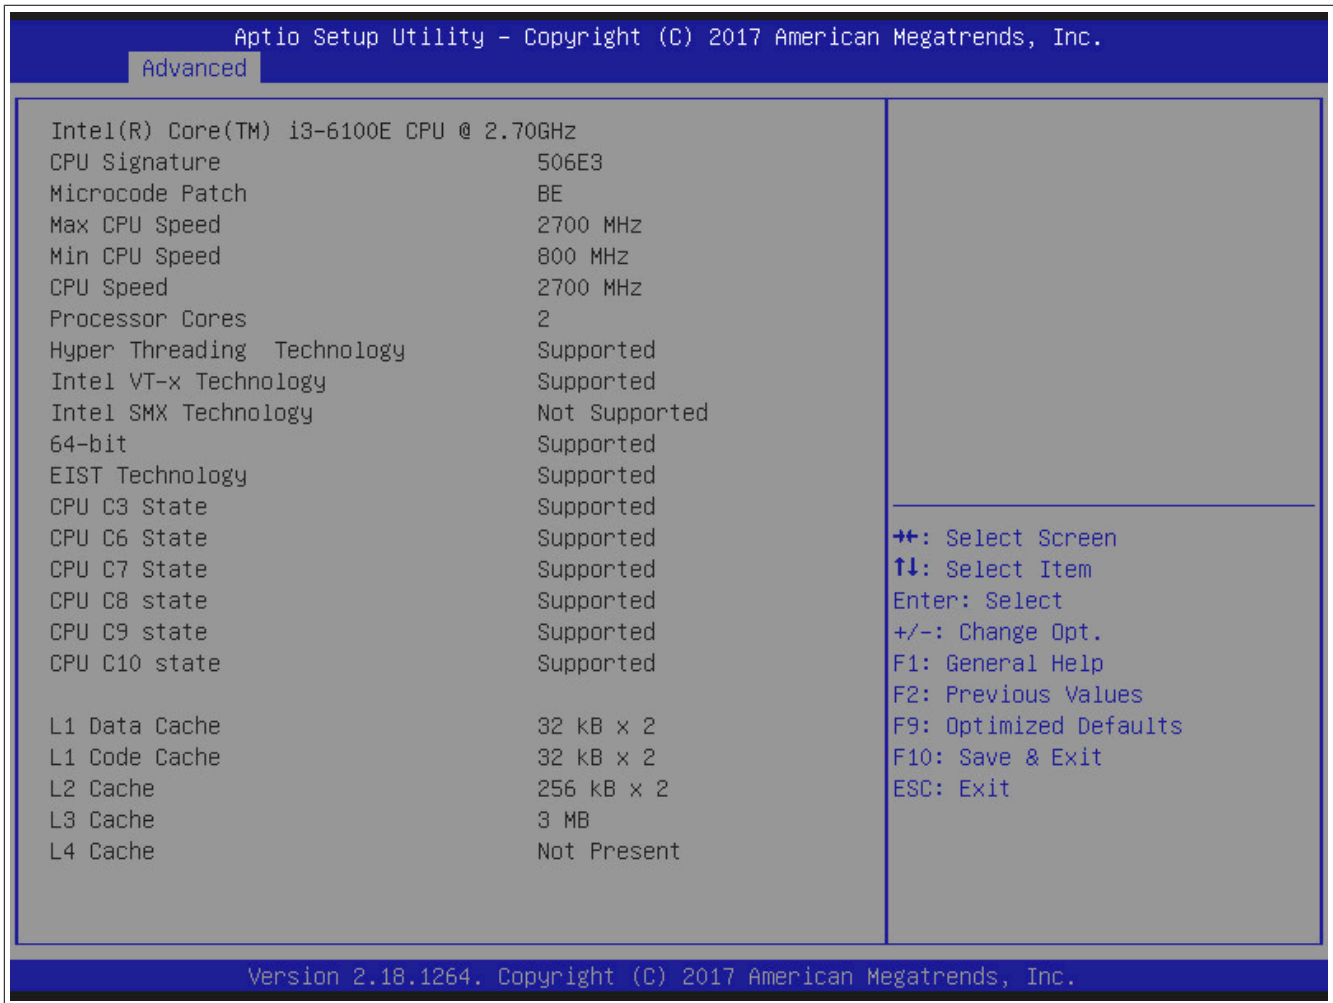 Aptio Setup Utility – Copyright (C) 2017 American Megatrends, Inc.
Advanced
Intel(R) Core(TM) i3-6100E CPU @ 2.70GHz
CPU Signature 506E3
Microcode Patch BE
Max CPU Speed 2700 MHz
Min CPU Speed 800 MHz
CPU Speed 2700 MHz
Processor Cores 2
Hyper Threading  Technology Supported
Intel VT-x Technology Supported
Intel SMX Technology Not Supported
64-bit Supported
EIST Technology Supported
CPU C3 State Supported
CPU C6 State Supported
CPU C7 State Supported
CPU C8 state Supported
CPU C9 state Supported
CPU C10 state Supported
L1 Data Cache 32 kB x 2
L1 Code Cache 32 kB x 2
L2 Cache 256 kB x 2
L3 Cache 3 MB
L4 Cache Not Present
→←: Select Screen
↑↓: Select Item
Enter: Select
+/-: Change Opt.
F1: General Help
F2: Previous Values
F9: Optimized Defaults
F10: Save & Exit
ESC: Exit
Version 2.18.1264. Copyright (C) 2017 American Megatrends, Inc.